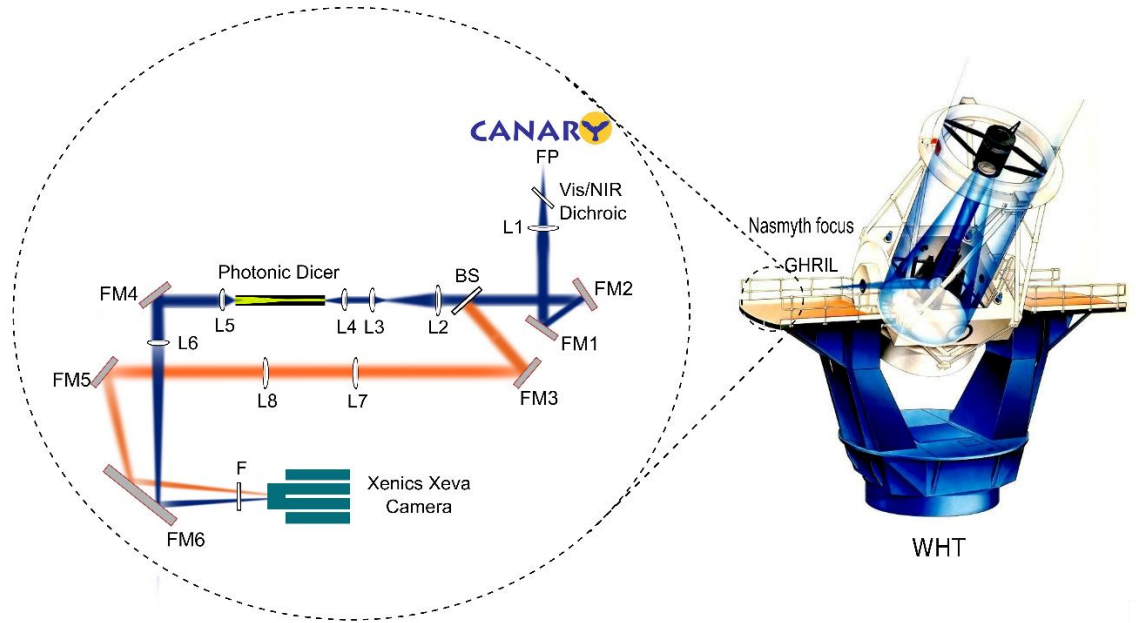 CANARY
FP
Vis/NIR
Dichroic
L1
Nasmyth focus
GHRIL
Photonic Dicer
BS
FM4
FM2
L5
L4
L3
L2
FM1
L6
FM5
FM3
L8
L7
F
Xenics Xeva
Camera
FM6
WHT